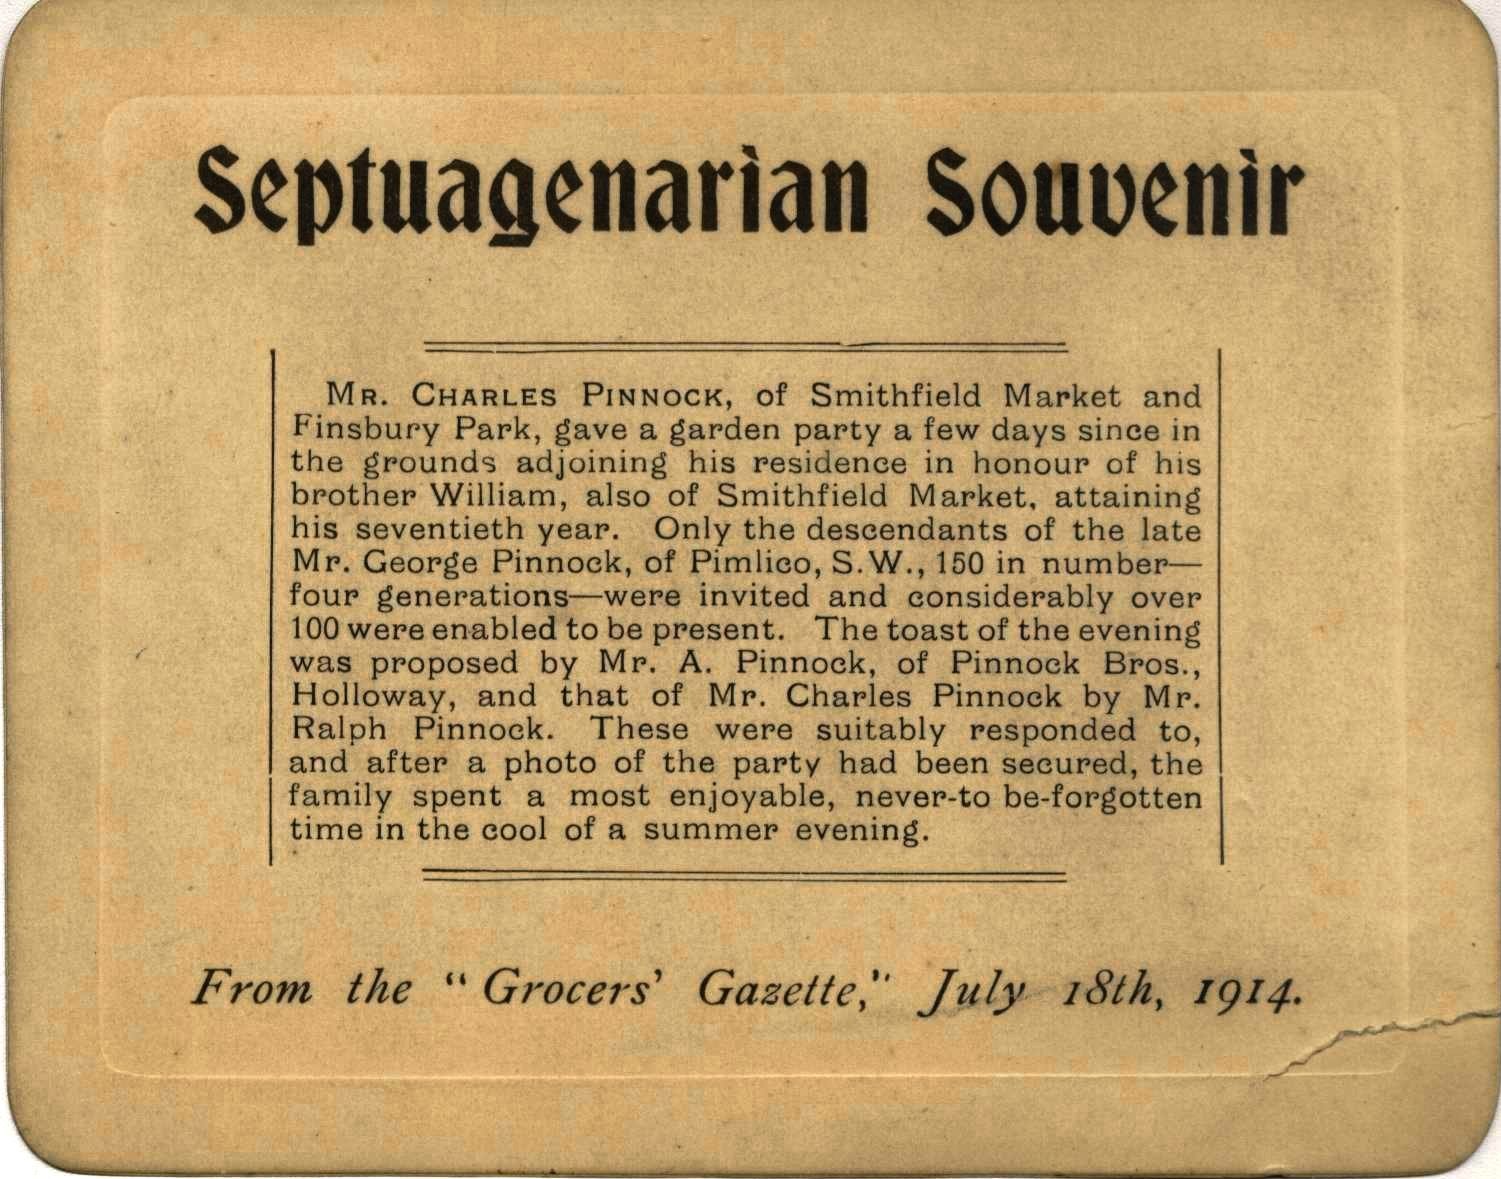 Septuagenarian Souvenir
MR. CHARLES PINNOCK, of Smithfield Market and
Finsbury Park, gave a garden party a few days since in
the grounds adjoining his residence in honour of his
brother William, also of Smithfield Market, attaining
his seventieth year. Only the descendants of the late
Mr. George Pinnock, of Pimlico, S.W., 150 in number—
four generations—were invited and considerably over
100 were enabled to be present. The toast of the evening
was proposed by Mr. A. Pinnock, of Pinnock Bros.,
Holloway, and that of Mr. Charles Pinnock by Mr.
Ralph Pinnock. These were suitably responded to,
and after a photo of the party had been secured, the
family spent a most enjoyable, never-to be-forgotten
time in the cool of a summer evening.
From the "Grocers' Gazette," July 18th, 1914.